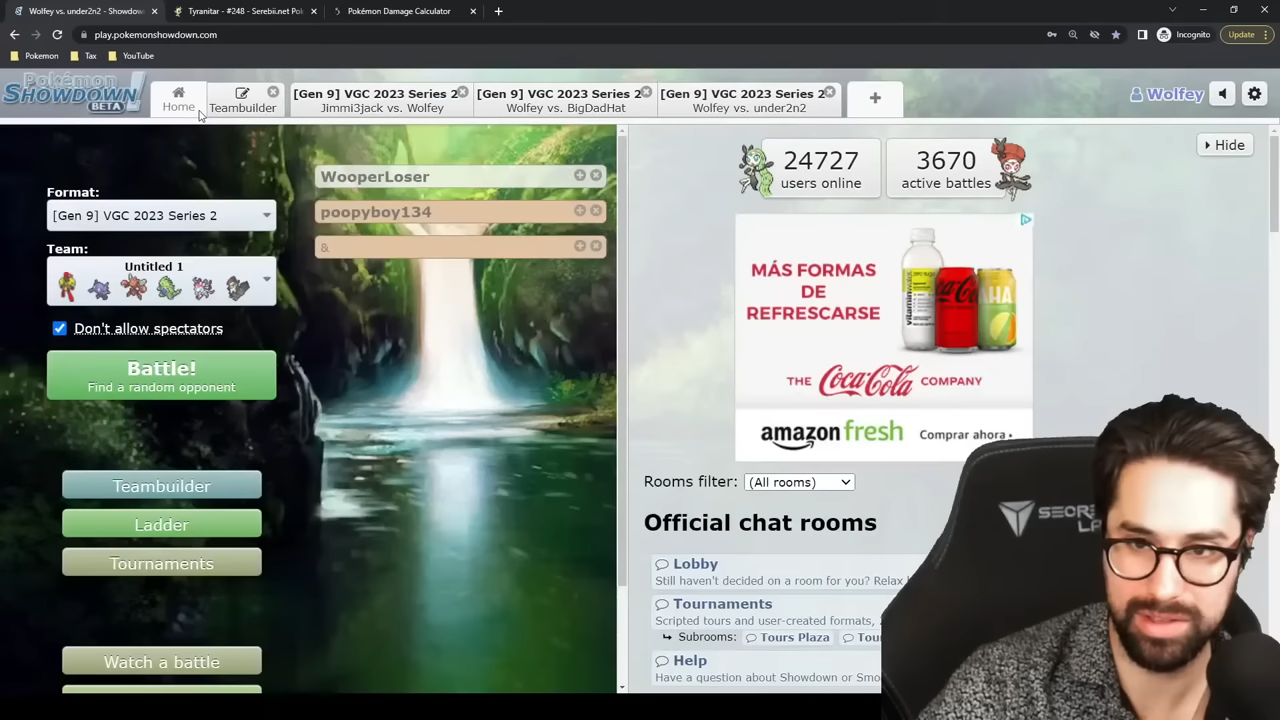 Wolfey vs. under2n2 - Showdow
Tyranitar - #248 - Serebii.net Po
Pokémon Damage Calculator
play.pokemonshowdown.com
Incognito
Update
Pokemon
Tax
YouTube
Pokémon
SHOWDOWN!
BETA
Home
Teambuilder
[Gen 9] VGC 2023 Series 2
Jimmi3jack vs. Wolfey
[Gen 9] VGC 2023 Series 2
Wolfey vs. BigDadHat
[Gen 9] VGC 2023 Series 2
Wolfey vs. under2n2
Wolfey
Format:
[Gen 9] VGC 2023 Series 2
Team:
Untitled 1
Don't allow spectators
Battle!
Find a random opponent
Teambuilder
Ladder
Tournaments
Watch a battle
WooperLoser
poopyboy134
&
24727
users online
3670
active battles
Hide
MÁS FORMAS
DE
REFRESCARSE
THE Coca-Cola COMPANY
amazon fresh
Comprar ahora
Rooms filter:
(All rooms)
Official chat rooms
Lobby
Still haven't decided on a room for you? Relax
Tournaments
Scripted tours and user-created formats,
Subrooms:
Tours Plaza
Tour
Help
Have a question about Showdown or Smo